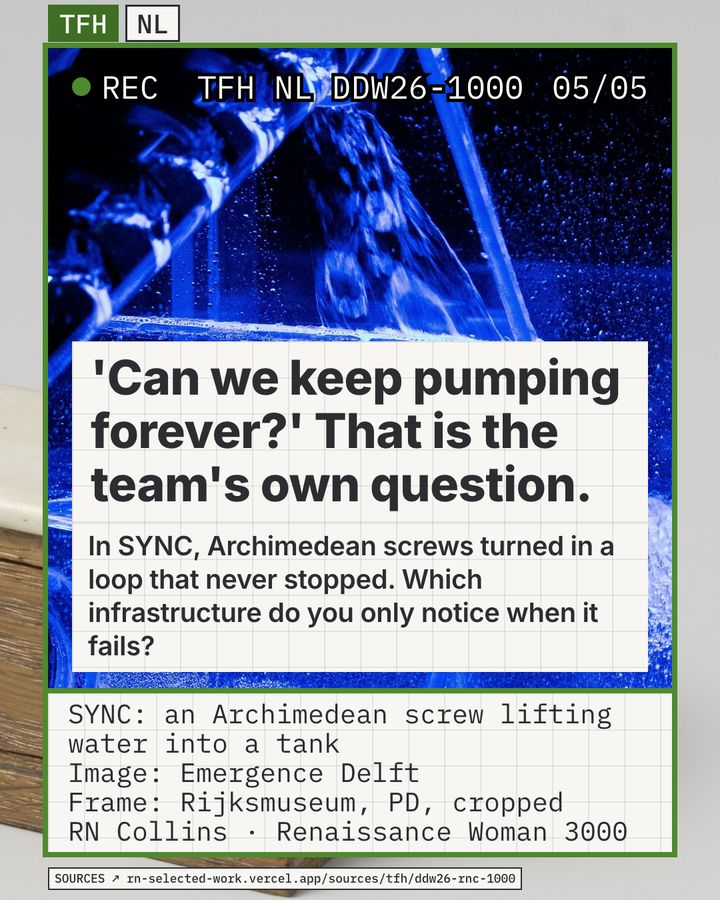 TFH NL
REC TFH NL DDW26-1000 05/05
'Can we keep pumping
forever?' That is the
team's own question.
In SYNC, Archimedean screws turned in a
loop that never stopped. Which
infrastructure do you only notice when it
fails?
SYNC: an Archimedean screw lifting
water into a tank
Image: Emergence Delft
Frame: Rijksmuseum, PD, cropped
RN Collins · Renaissance Woman 3000
SOURCES ↗ rn-selected-work.vercel.app/sources/tfh/ddw26-rnc-1000